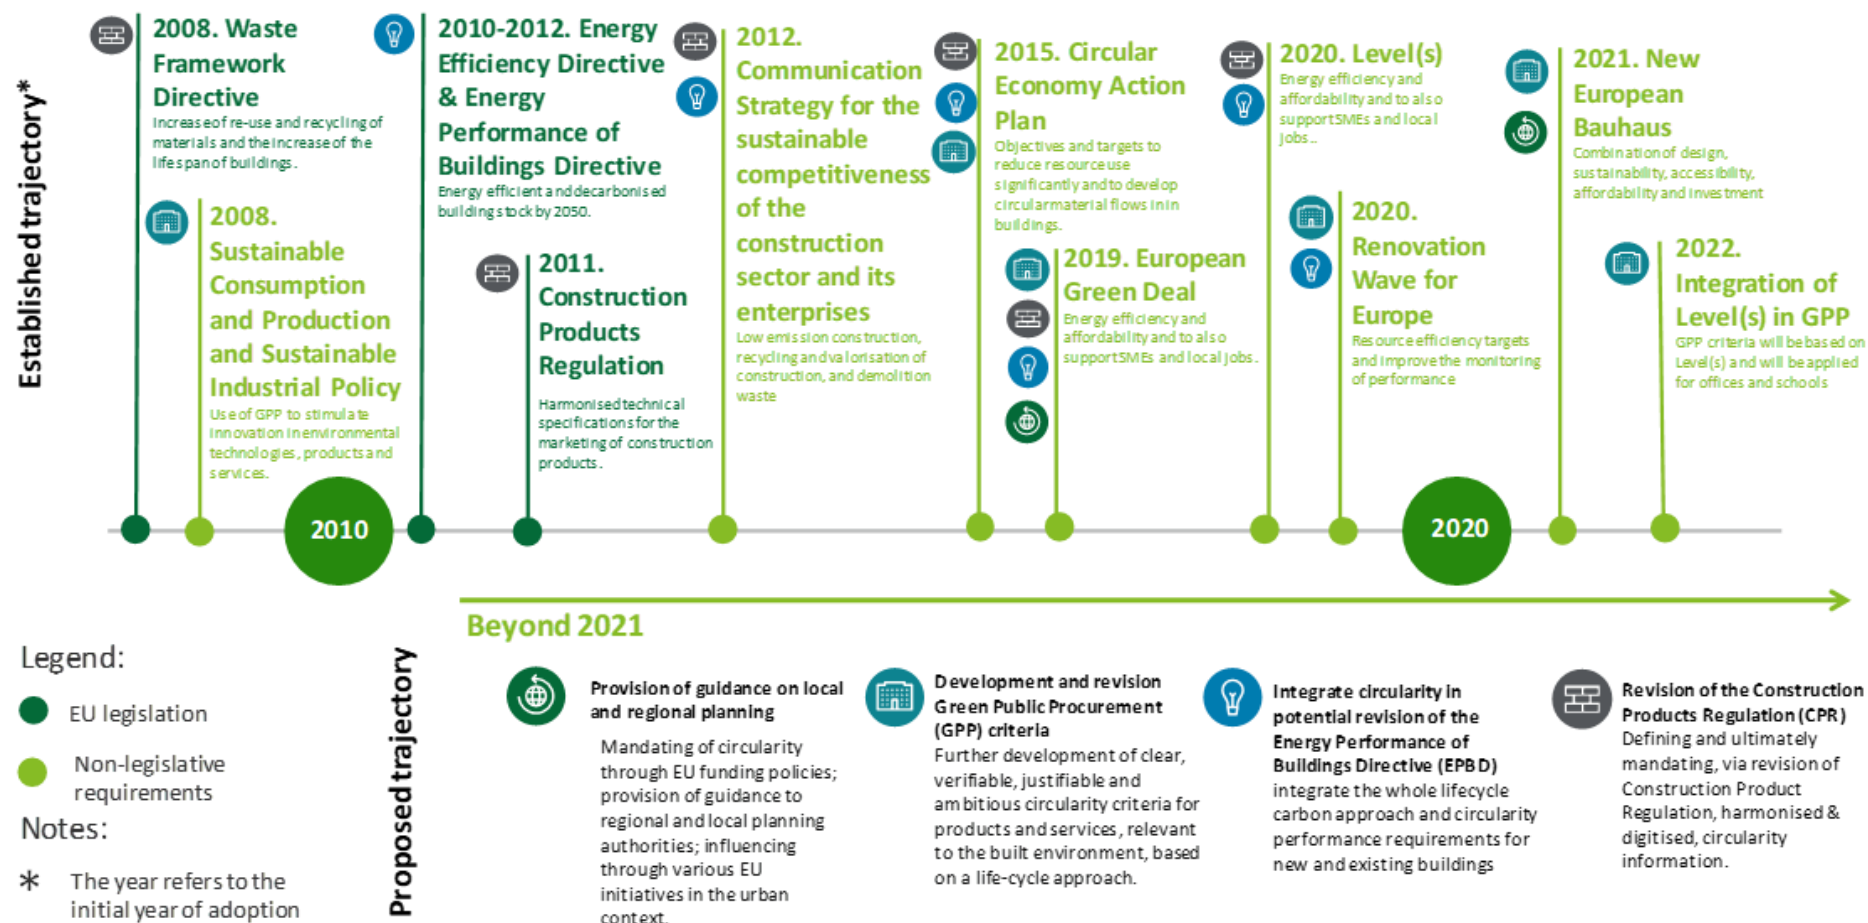 Established trajectory*
2008. Waste
Framework
Directive
Increase of re-use and recycling of
materials and the increase of the
lifespan of buildings.
2008.
Sustainable
Consumption
and Production
and Sustainable
Industrial Policy
Use of GPP to stimulate
innovation in environmental
technologies, products and
services.
2010-2012. Energy
Efficiency Directive
& Energy
Performance of
Buildings Directive
Energy efficient and decarbonised
building stock by 2050.
2011.
Construction
Products
Regulation
Harmonised technical
specifications for the
marketing of construction
products.
2012.
Communication
Strategy for the
sustainable
competitiveness
of the
construction
sector and its
enterprises
Low emission construction,
recycling and valorisation of
construction, and demolition
waste
2015. Circular
Economy Action
Plan
Objectives and targets to
reduce resource use
significantly and to develop
circular material flows in in
buildings.
2019. European
Green Deal
Energy efficiency and
affordability and to also
support SMEs and local jobs.
2020. Level(s)
Energy efficiency and
affordability and to also
support SMEs and local
jobs..
2020.
Renovation
Wave for
Europe
Resource efficiency targets
and improve the monitoring
of performance
2021. New
European
Bauhaus
Combination of design,
sustainability, accessibility,
affordability and investment
2022.
Integration of
Level(s) in GPP
GPP criteria will be based on
Level(s) and will be applied
for offices and schools
2010
2020
Beyond 2021
Legend:
EU legislation
Non-legislative
requirements
Notes:
* The year refers to the
initial year of adoption
Proposed trajectory
Provision of guidance on local
and regional planning
Mandating of circularity
through EU funding policies;
provision of guidance to
regional and local planning
authorities; influencing
through various EU
initiatives in the urban
context.
Development and revision
Green Public Procurement
(GPP) criteria
Further development of clear,
verifiable, justifiable and
ambitious circularity criteria for
products and services, relevant
to the built environment, based
on a life-cycle approach.
Integrate circularity in
potential revision of the
Energy Performance of
Buildings Directive (EPBD)
integrate the whole lifecycle
carbon approach and circularity
performance requirements for
new and existing buildings
Revision of the Construction
Products Regulation (CPR)
Defining and ultimately
mandating, via revision of
Construction Product
Regulation, harmonised &
digitised, circularity
information.